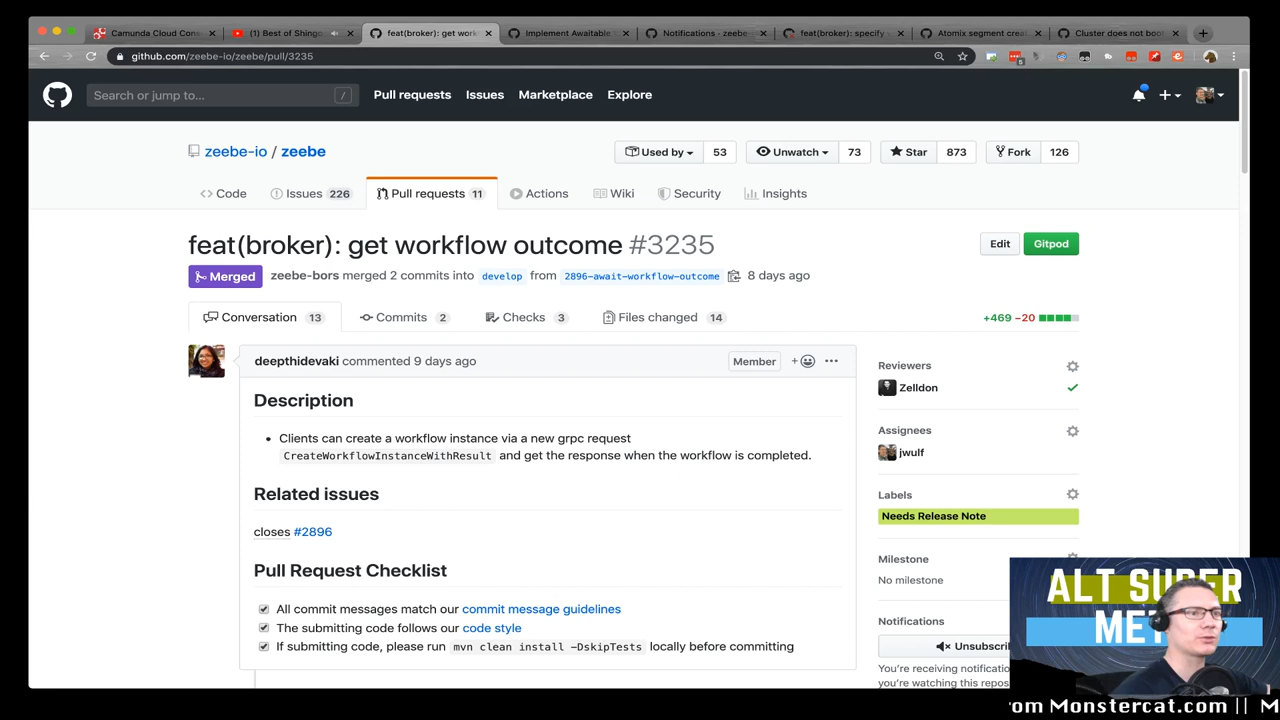 Camunda Cloud Con
(1) Best of Shing
feat(broker): get work
Implement Awaitable S
Notifications - zeebe
feat(broker): specify
Atomix segment crea
Cluster does not boo
github.com/zeebe-io/zeebe/pull/3235
Search or jump to... /
Pull requests Issues Marketplace Explore
zeebe-io / zeebe
Used by 53 Unwatch 73 Star 873 Fork 126
Code Issues 226 Pull requests 11 Actions Wiki Security Insights
feat(broker): get workflow outcome #3235
Edit Gitpod
Merged zeebe-bors merged 2 commits into develop from 2896-await-workflow-outcome 8 days ago
Conversation 13 Commits 2 Checks 3 Files changed 14 +469 −20
deepthidevaki commented 9 days ago Member
Description
• Clients can create a workflow instance via a new grpc request
CreateWorkflowInstanceWithResult and get the response when the workflow is completed.
Related issues
closes #2896
Pull Request Checklist
All commit messages match our commit message guidelines
The submitting code follows our code style
If submitting code, please run mvn clean install -DskipTests locally before committing
Reviewers
Zelldon
Assignees
jwulf
Labels
Needs Release Note
Milestone
No milestone
Notifications
Unsubscri
You're receiving notificatio
you're watching this repos
ALT SUPER
MET
rom Monstercat.com || M